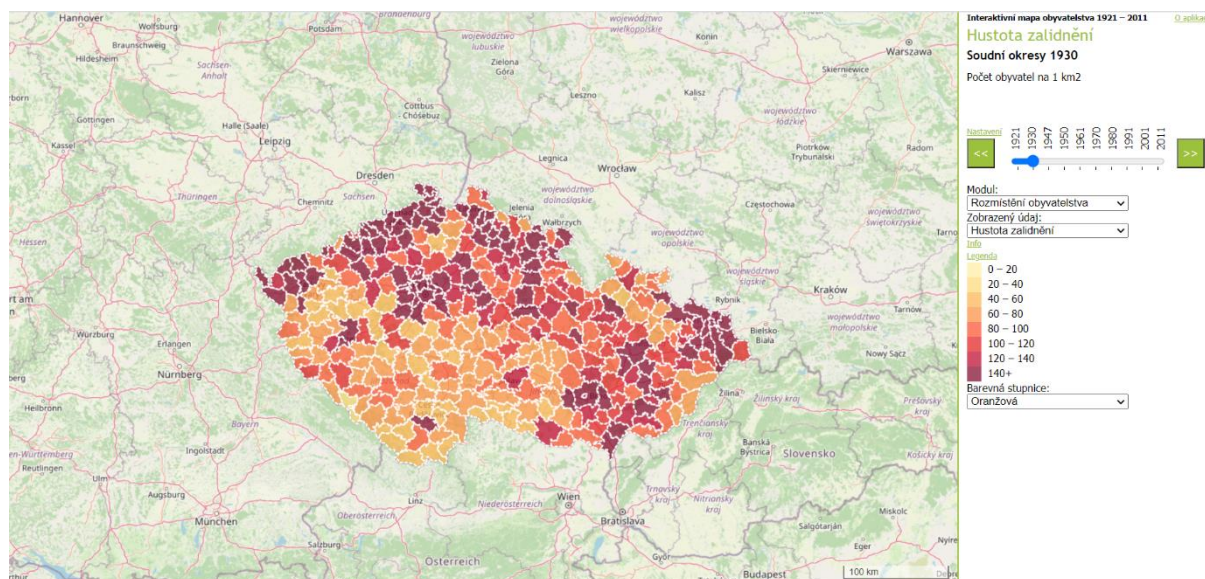 Hannover
Wolfsburg
Brandenburg
Potsdam
województwo
lubuskie
województwo
wielkopolskie
Konin
Warszawa
Braunschweig
Hildesheim
Sachsen-
Anhalt
Zielona
Góra
Skierniewice
Leszno
Kalisz
województwo
łódzkie
Cottbus
Chóśebuz
Göttingen
Halle (Saale)
Leipzig
Kassel
Piotrków
Trybunalski
Radom
Legnica
Wrocław
Dresden
Chemnitz
Sachsen
województwo
dolnośląskie
Jelenia
Wałbrzych
Częstochowa
Thüringen
Hessen
województwo
opolskie
województwo
świętokrzyskie
województwo
śląskie
Kraków
Rybnik
Tarnów
województwo
małopolskie
Bielsko-
Biała
Würzburg
Erlangen
Nürnberg
Nowy Sącz
Heilbronn
Žilina
Žilinský kraj
Prešovský
kraj
Trenčiansky
kraj
Bayern
Banská
Bystrica
Slovensko
Košický kraj
Ingolstadt
Reutlingen
Ulm
Augsburg
München
Linz
Niederösterreich
Wien
Trnavský
kraj
Nitriansky
kraj
Bratislava
Oberösterreich
Salzburg
Salgótarján
Miskolc
Eger
Österreich
Győr
Budapest
100 km
Interaktivní mapa obyvatelstva 1921 – 2011
O aplikac
Hustota zalidnění
Soudní okresy 1930
Počet obyvatel na 1 km2
Nastavení
<<
1921
1930
1947
1950
1961
1970
1980
1991
2001
2011
>>
Modul:
Rozmístění obyvatelstva
Zobrazený údaj:
Hustota zalidnění
Info
Legenda
0 – 20
20 – 40
40 – 60
60 – 80
80 – 100
100 – 120
120 – 140
140+
Barevná stupnice:
Oranžová